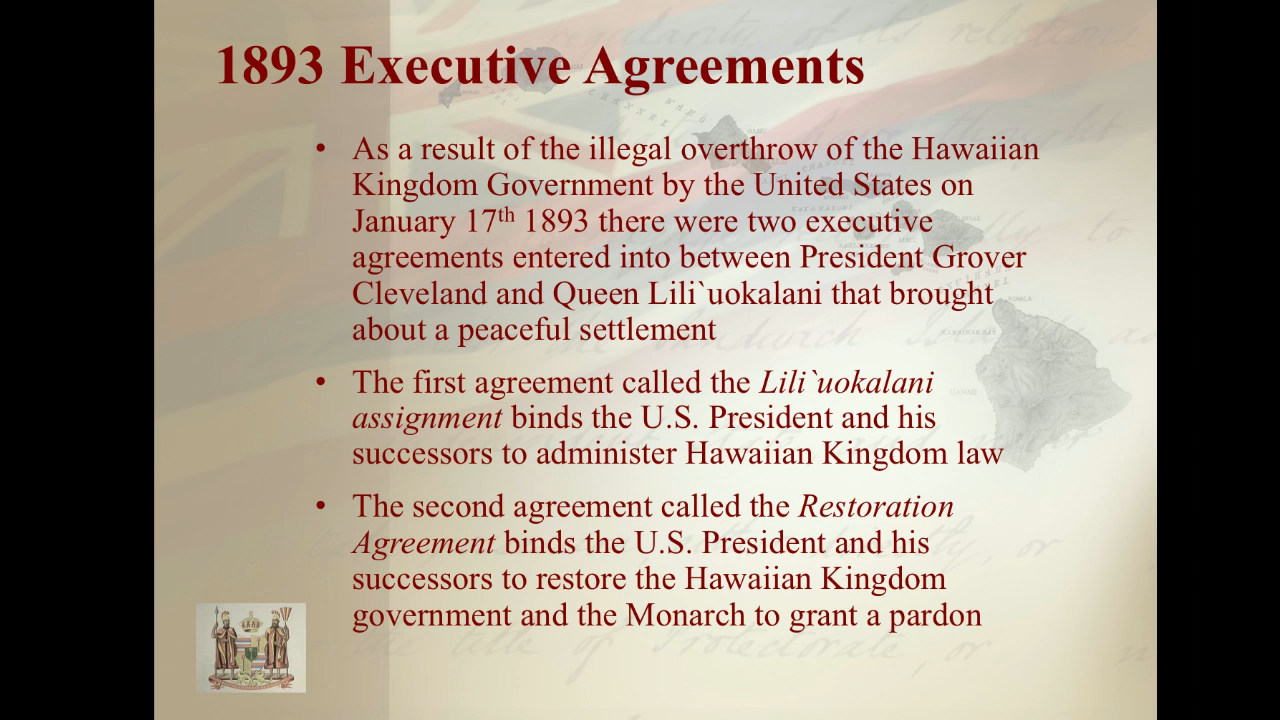 1893 Executive Agreements
• As a result of the illegal overthrow of the Hawaiian
Kingdom Government by the United States on
January 17th 1893 there were two executive
agreements entered into between President Grover
Cleveland and Queen Lili`uokalani that brought
about a peaceful settlement
• The first agreement called the Lili`uokalani
assignment binds the U.S. President and his
successors to administer Hawaiian Kingdom law
• The second agreement called the Restoration
Agreement binds the U.S. President and his
successors to restore the Hawaiian Kingdom
government and the Monarch to grant a pardon